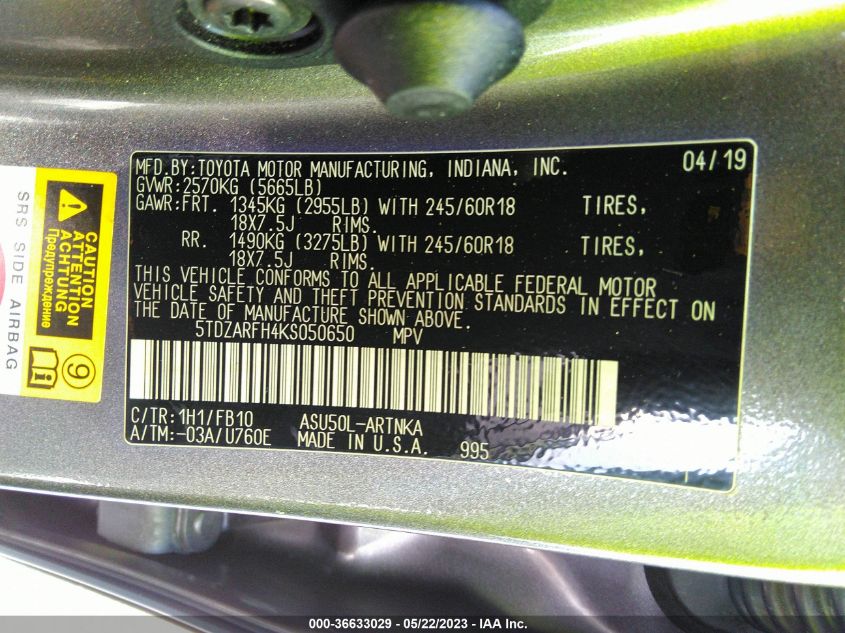 MFD.BY:TOYOTA MOTOR MANUFACTURING, INDIANA, INC. 04/19
GVWR:2570KG (5665LB)
GAWR:FRT. 1345KG (2955LB) WITH 245/60R18 TIRES,
18X7.5J RIMS.
RR. 1490KG (3275LB) WITH 245/60R18 TIRES,
18X7.5J RIMS.
THIS VEHICLE CONFORMS TO ALL APPLICABLE FEDERAL MOTOR
VEHICLE SAFETY AND THEFT PREVENTION STANDARDS IN EFFECT ON
THE DATE OF MANUFACTURE SHOWN ABOVE.
5TDZARFH4KS050650 MPV
C/TR:1H1/FB10 ASU50L-ARTNKA
A/TM:-03A/U760E MADE IN U.S.A. 995
CAUTION
ATTENTION
ACHTUNG
Предупреждение
9
SRS SIDE AIRBAG
000-36633029 - 05/22/2023 - IAA Inc.